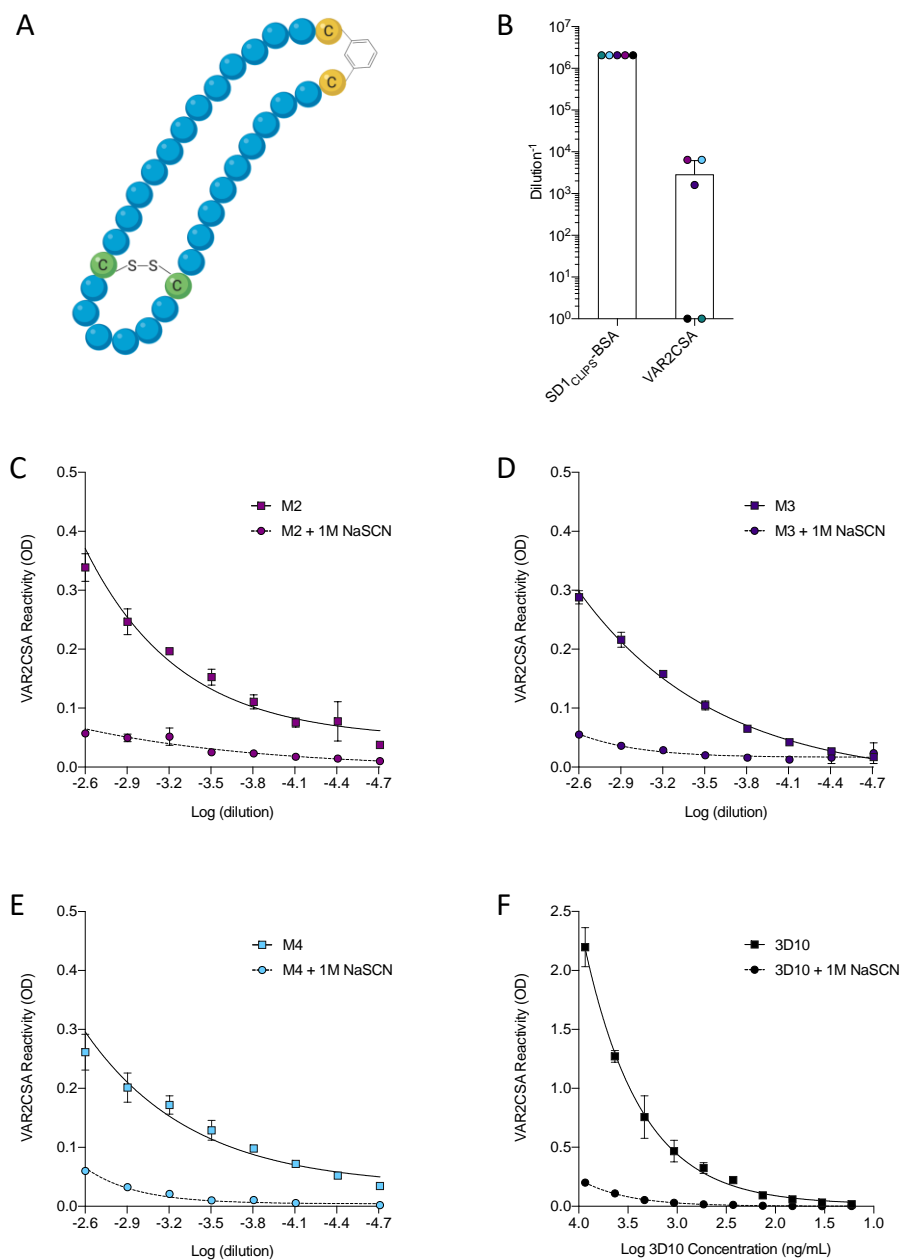 A
C
C
C
S
S
C
B
Dilution⁻¹
10⁷
10⁶
10⁵
10⁴
10³
10²
10¹
10⁰
SD1CLIPS-BSA
VAR2CSA
C
VAR2CSA Reactivity (OD)
0.5
0.4
0.3
0.2
0.1
0.0
M2
M2 + 1M NaSCN
-2.6 -2.9 -3.2 -3.5 -3.8 -4.1 -4.4 -4.7
Log (dilution)
D
VAR2CSA Reactivity (OD)
0.5
0.4
0.3
0.2
0.1
0.0
M3
M3 + 1M NaSCN
-2.6 -2.9 -3.2 -3.5 -3.8 -4.1 -4.4 -4.7
Log (dilution)
E
VAR2CSA Reactivity (OD)
0.5
0.4
0.3
0.2
0.1
0.0
M4
M4 + 1M NaSCN
-2.6 -2.9 -3.2 -3.5 -3.8 -4.1 -4.4 -4.7
Log (dilution)
F
VAR2CSA Reactivity (OD)
2.5
2.0
1.5
1.0
0.5
0.0
3D10
3D10 + 1M NaSCN
4.0 3.5 3.0 2.5 2.0 1.5 1.0
Log 3D10 Concentration (ng/mL)